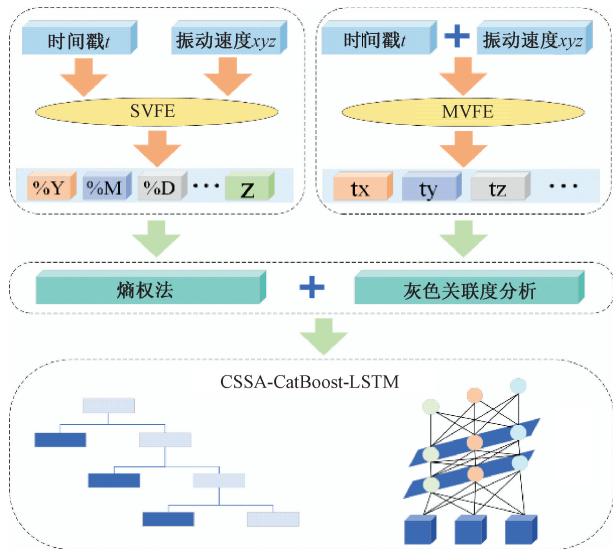 时间戳t
振动速度xyz
SVFE
%Y %M %D ··· Z
时间戳t + 振动速度xyz
MVFE
tx ty tz ···
熵权法 + 灰色关联度分析
CSSA-CatBoost-LSTM